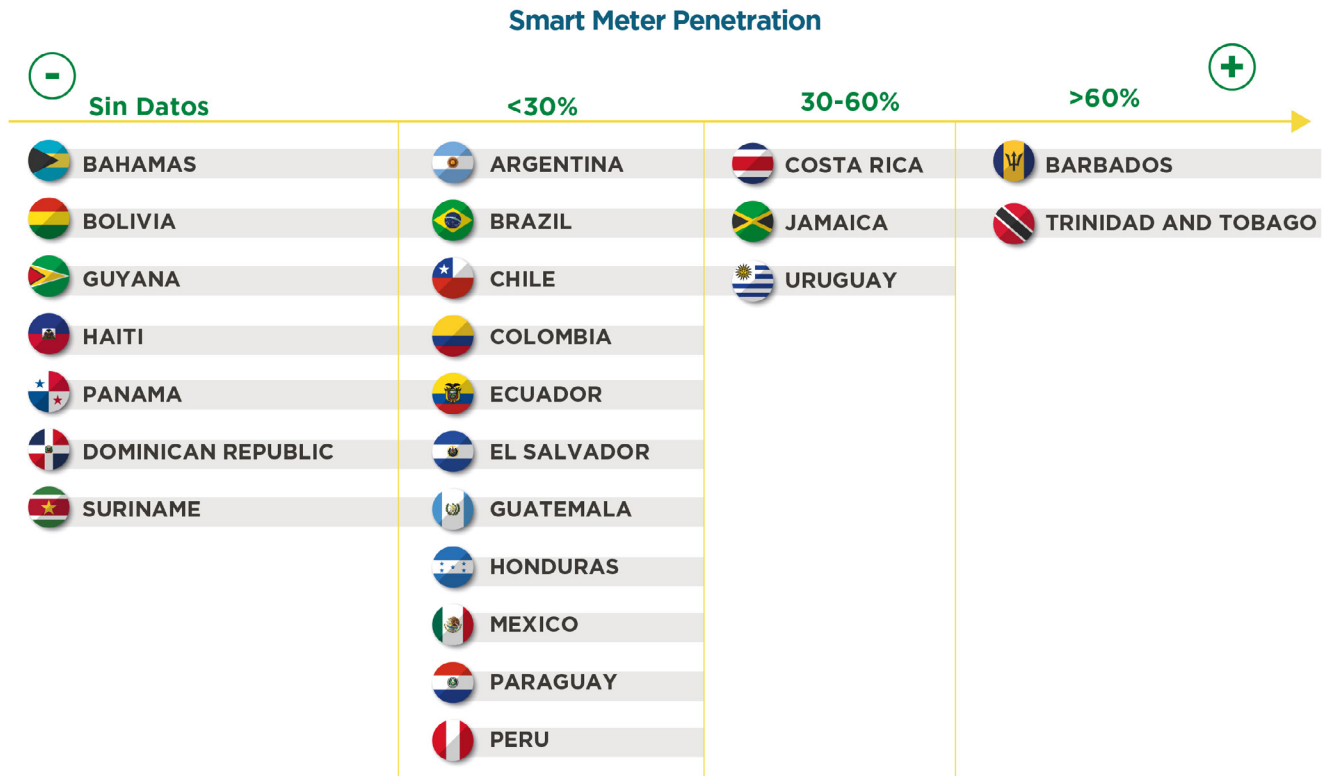 Smart Meter Penetration
-
+
Sin Datos
<30%
30-60%
>60%
BAHAMAS
BOLIVIA
GUYANA
HAITI
PANAMA
DOMINICAN REPUBLIC
SURINAME
ARGENTINA
BRAZIL
CHILE
COLOMBIA
ECUADOR
EL SALVADOR
GUATEMALA
HONDURAS
MEXICO
PARAGUAY
PERU
COSTA RICA
JAMAICA
URUGUAY
BARBADOS
TRINIDAD AND TOBAGO